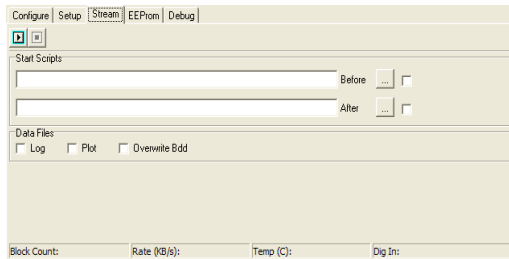 Configure Setup Stream EEProm Debug
Start Scripts
Before ...
After ...
Data Files
Log Plot Overwrite Bdd
Block Count: Rate (KB/s): Temp (C): Dig In: